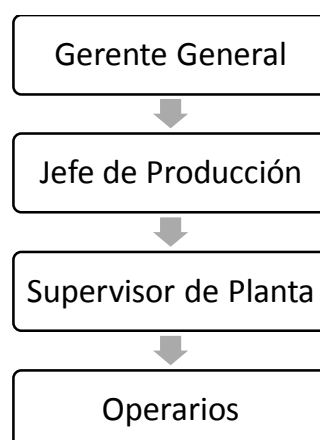 Gerente General
Jefe de Producción
Supervisor de Planta
Operarios